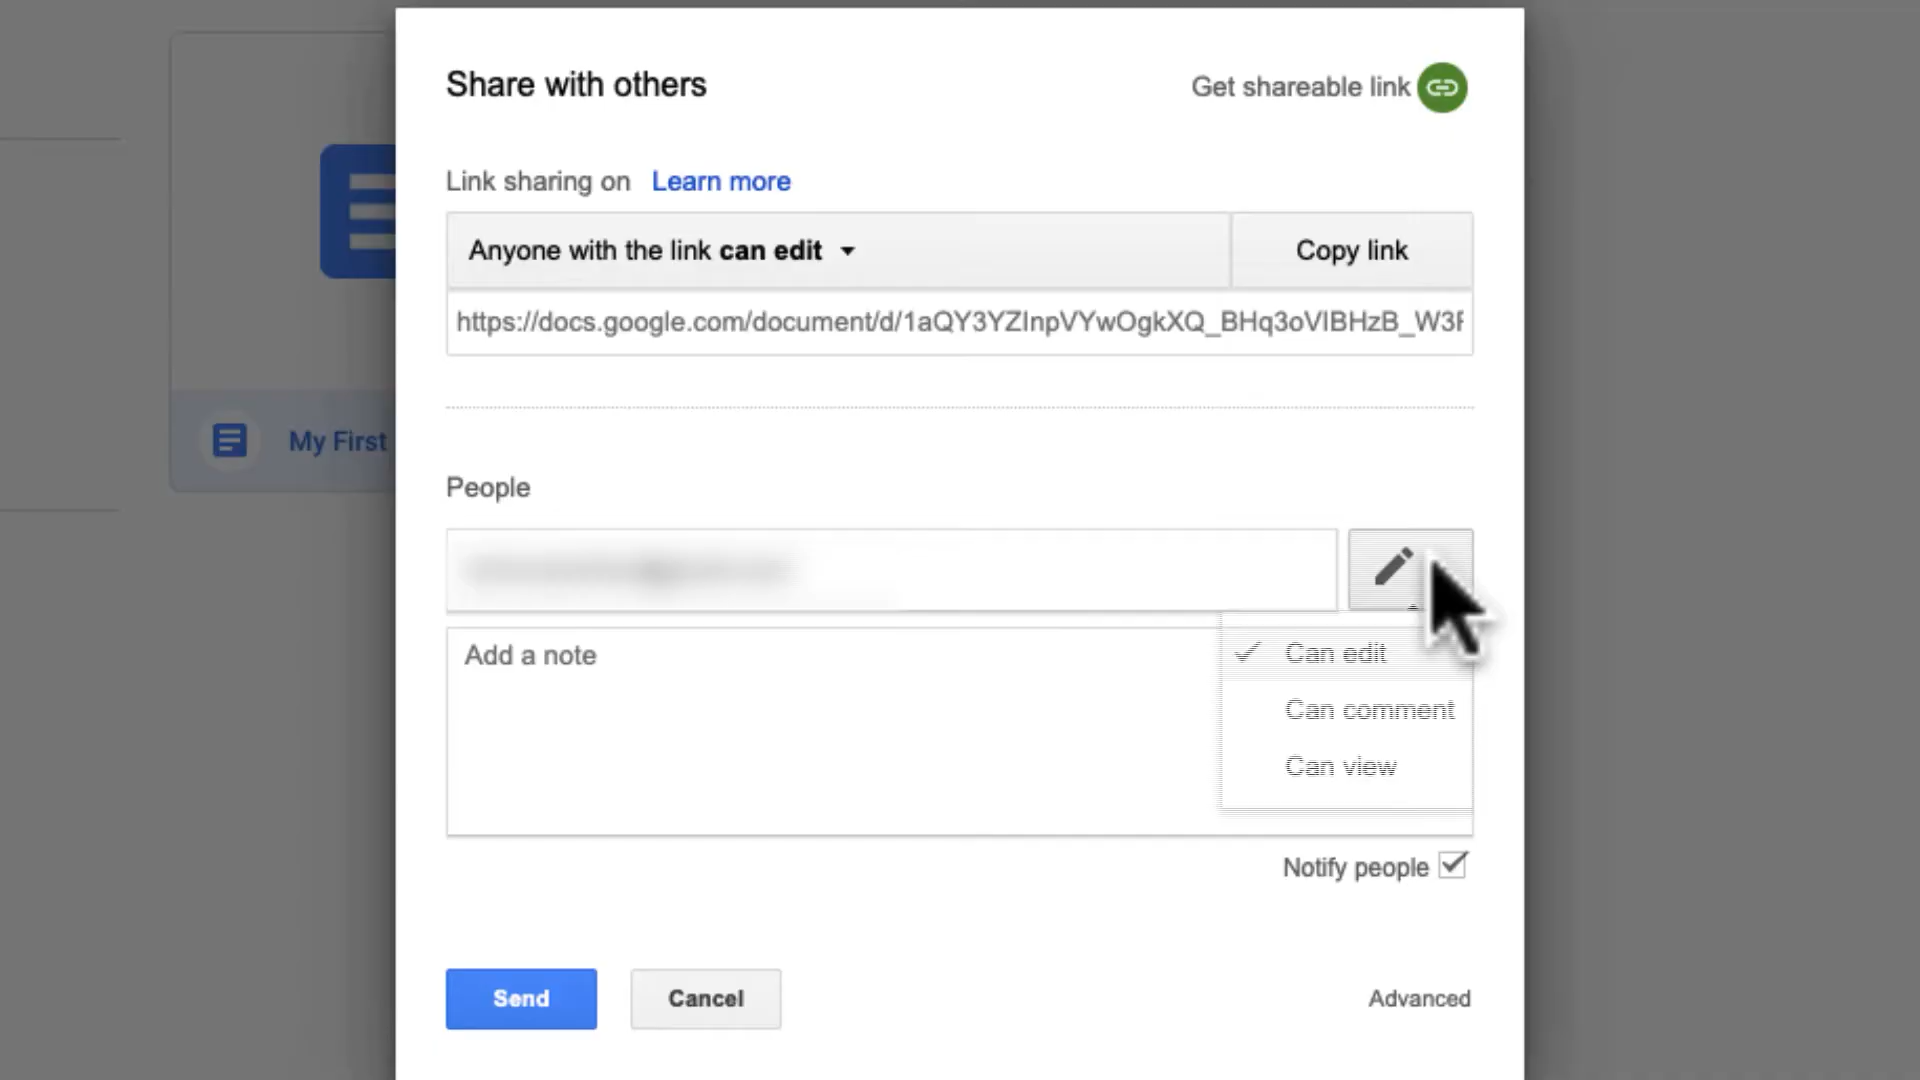 Share with others
Get shareable link
Link sharing on Learn more
Anyone with the link can edit
Copy link
https://docs.google.com/document/d/1aQY3YZInpVYwOgkXQ_BHq3oVIBHzB_W3F
My First
People
Add a note
Can edit
Can comment
Can view
Notify people
Send
Cancel
Advanced